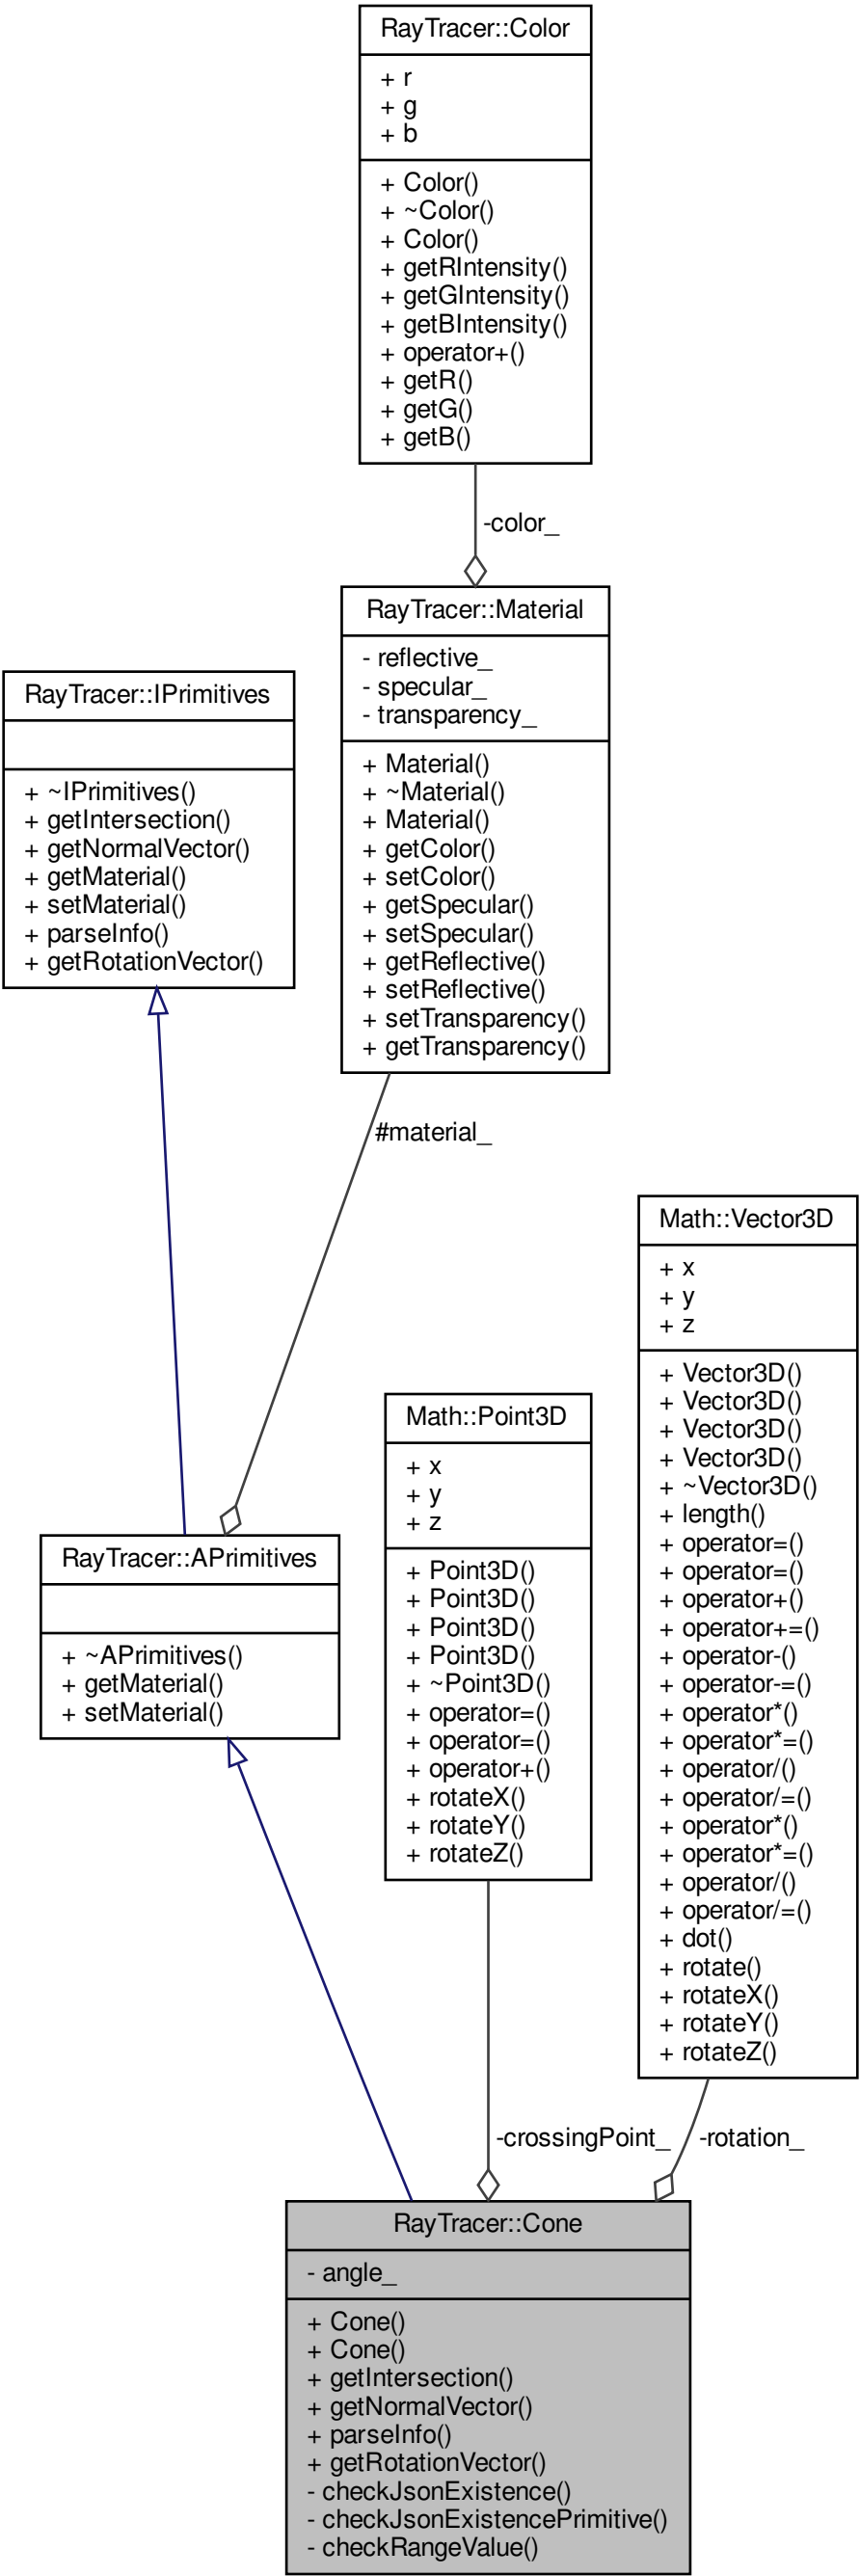 RayTracer::Color
+ r
+ g
+ b
+ Color()
+ ~Color()
+ Color()
+ getRIntensity()
+ getGIntensity()
+ getBIntensity()
+ operator+()
+ getR()
+ getG()
+ getB()
-color_
RayTracer::Material
- reflective_
- specular_
- transparency_
+ Material()
+ ~Material()
+ Material()
+ getColor()
+ setColor()
+ getSpecular()
+ setSpecular()
+ getReflective()
+ setReflective()
+ setTransparency()
+ getTransparency()
RayTracer::IPrimitives
+ ~IPrimitives()
+ getIntersection()
+ getNormalVector()
+ getMaterial()
+ setMaterial()
+ parseInfo()
+ getRotationVector()
#material_
Math::Vector3D
+ x
+ y
+ z
+ Vector3D()
+ Vector3D()
+ Vector3D()
+ Vector3D()
+ ~Vector3D()
+ length()
+ operator=()
+ operator=()
+ operator+()
+ operator+=()
+ operator-()
+ operator-=()
+ operator*()
+ operator*=()
+ operator/()
+ operator/=()
+ operator*()
+ operator*=()
+ operator/()
+ operator/=()
+ dot()
+ rotate()
+ rotateX()
+ rotateY()
+ rotateZ()
Math::Point3D
+ x
+ y
+ z
+ Point3D()
+ Point3D()
+ Point3D()
+ Point3D()
+ ~Point3D()
+ operator=()
+ operator=()
+ operator+()
+ rotateX()
+ rotateY()
+ rotateZ()
RayTracer::APrimitives
+ ~APrimitives()
+ getMaterial()
+ setMaterial()
-crossingPoint_
-rotation_
RayTracer::Cone
- angle_
+ Cone()
+ Cone()
+ getIntersection()
+ getNormalVector()
+ parseInfo()
+ getRotationVector()
- checkJsonExistence()
- checkJsonExistencePrimitive()
- checkRangeValue()